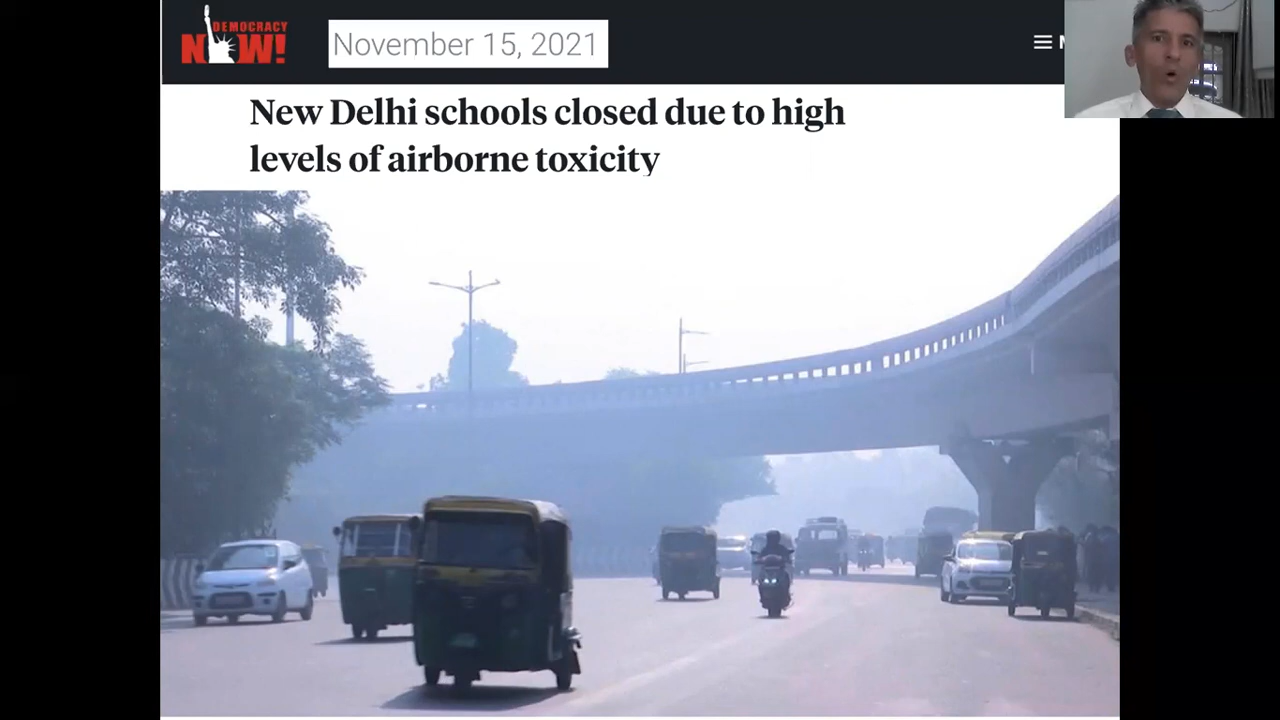 DEMOCRACY
NOW!
November 15, 2021
New Delhi schools closed due to high
levels of airborne toxicity